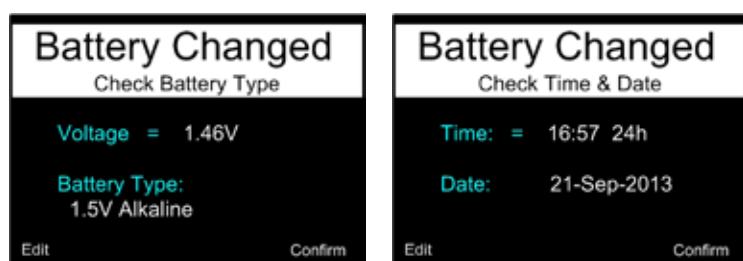 Battery Changed
Check Battery Type
Voltage = 1.46V
Battery Type:
1.5V Alkaline
Edit Confirm
Battery Changed
Check Time & Date
Time: = 16:57 24h
Date: 21-Sep-2013
Edit Confirm